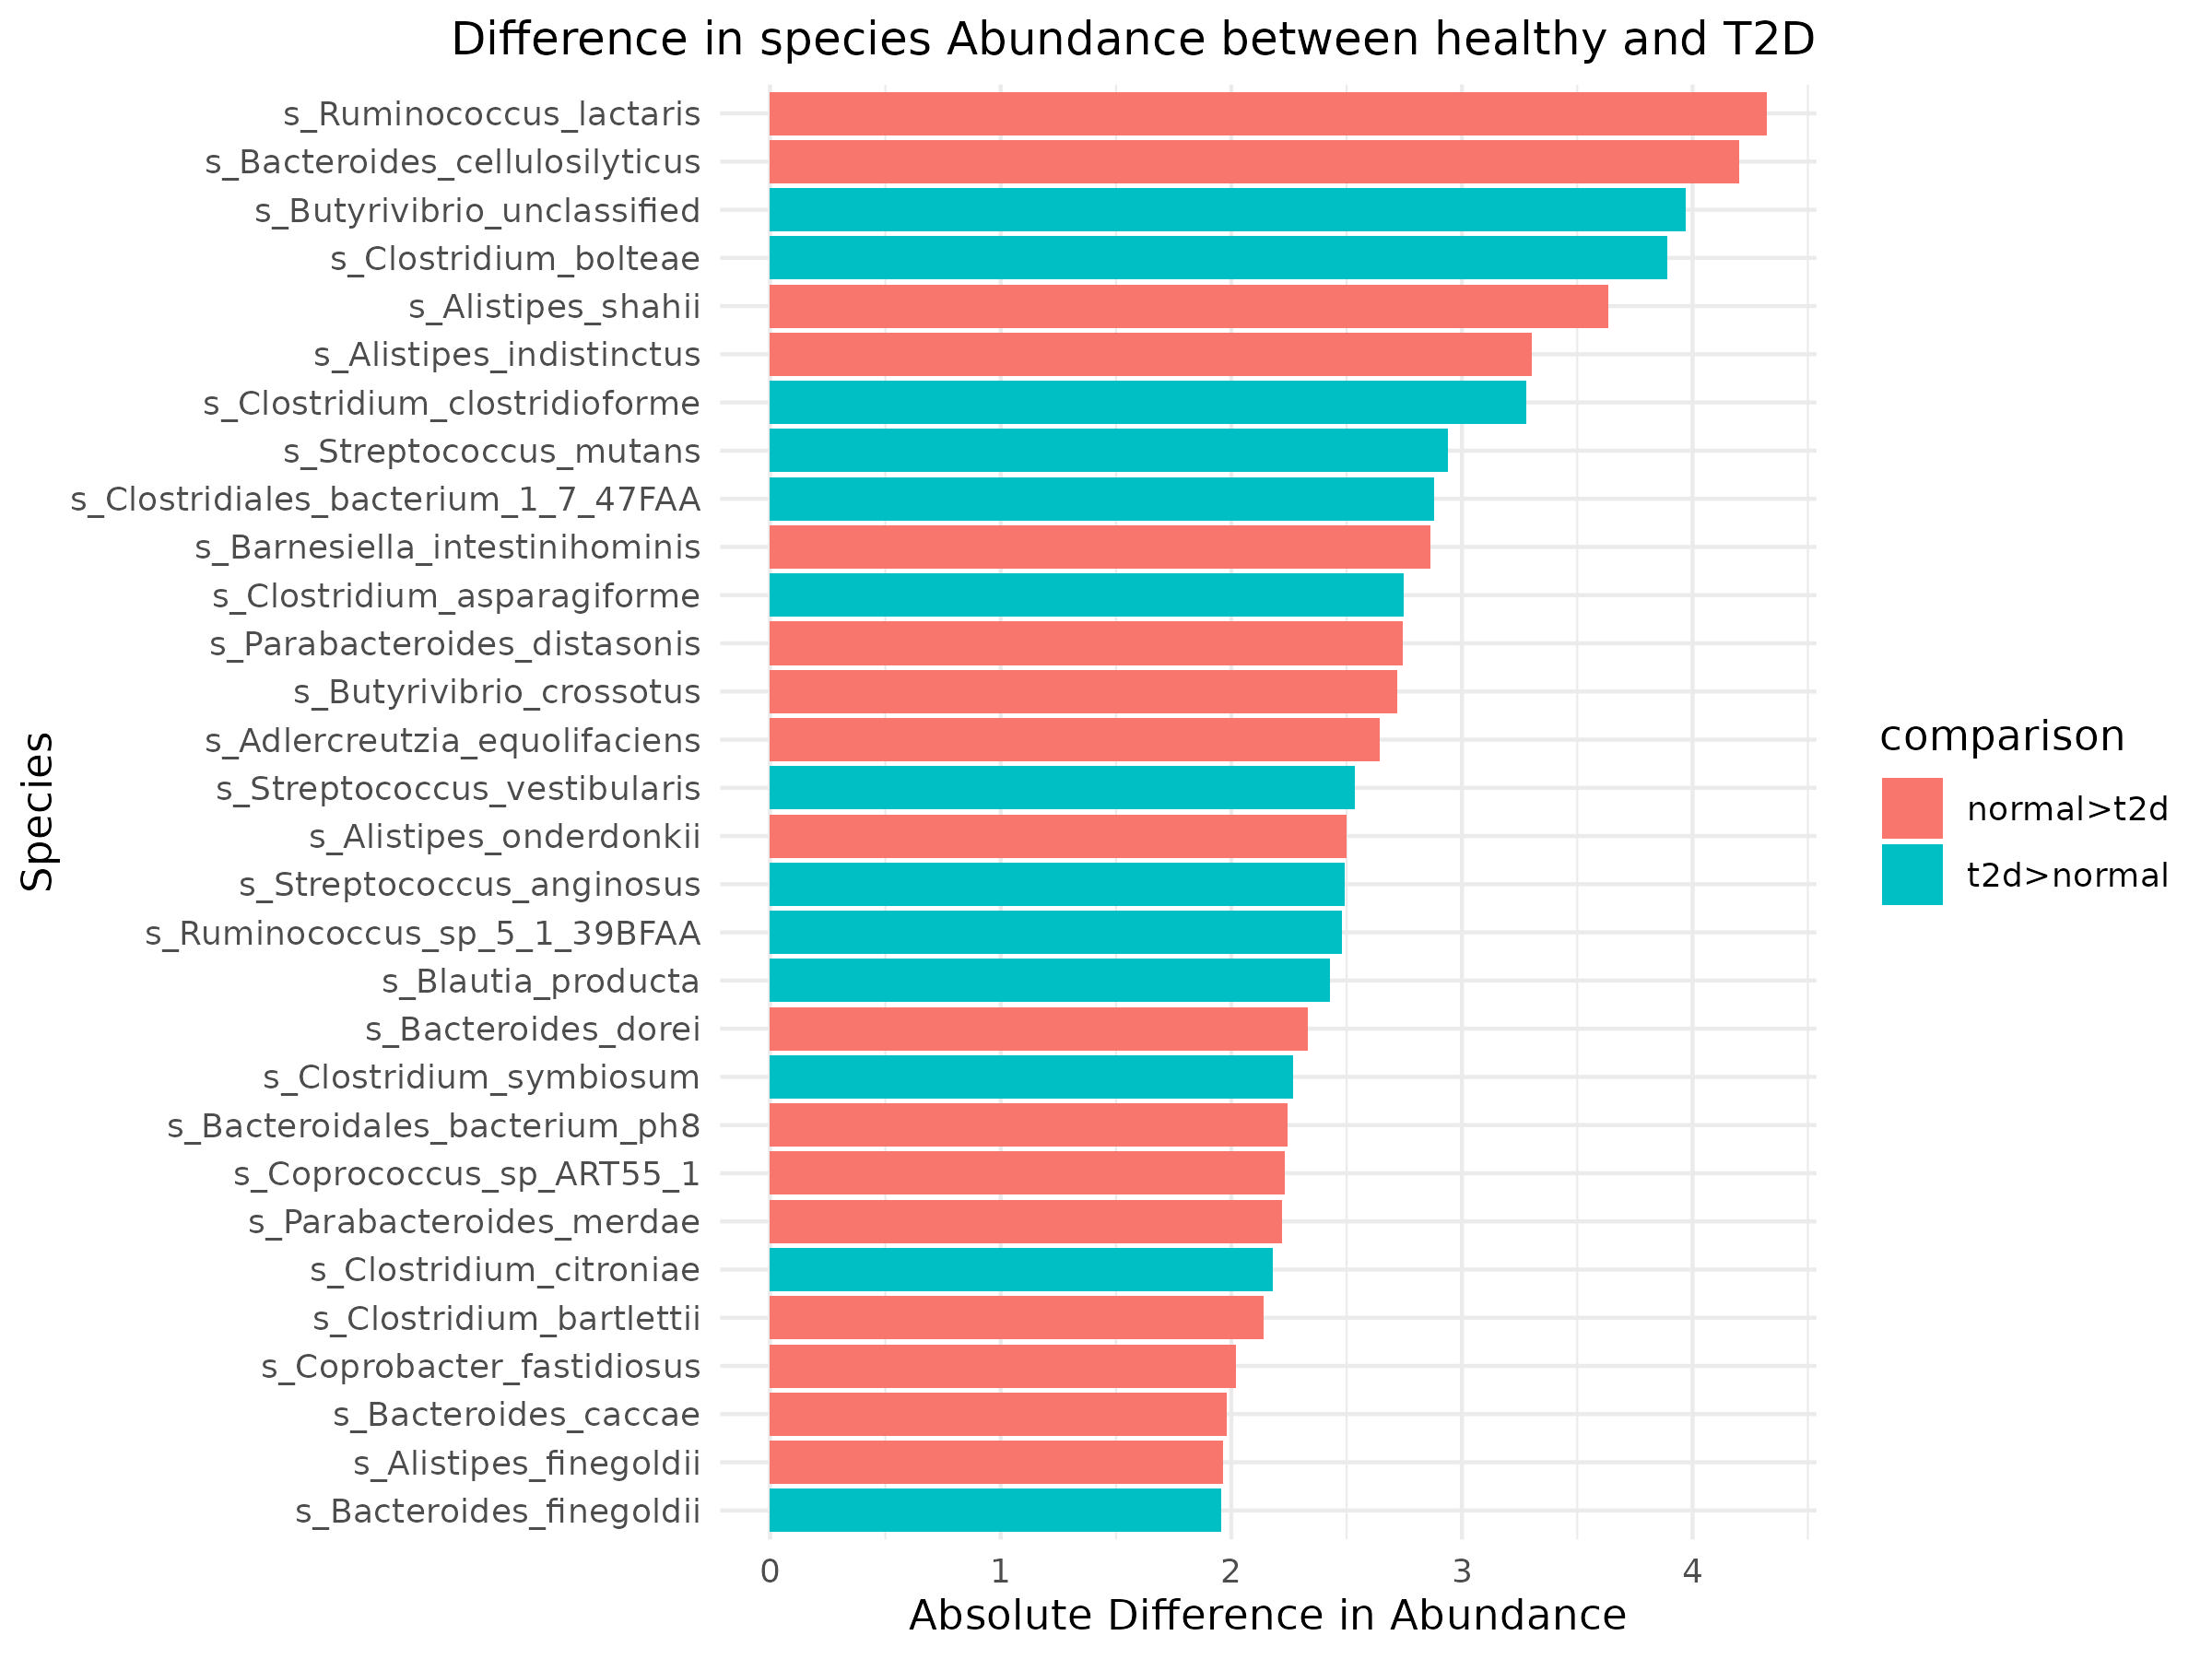 Difference in species Abundance between healthy and T2D
s_Ruminococcus_lactaris
s_Bacteroides_cellulosilyticus
s_Butyrivibrio_unclassified
s_Clostridium_bolteae
s_Alistipes_shahii
s_Alistipes_indistinctus
s_Clostridium_clostridioforme
s_Streptococcus_mutans
s_Clostridiales_bacterium_1_7_47FAA
s_Barnesiella_intestinihominis
s_Clostridium_asparagiforme
s_Parabacteroides_distasonis
s_Butyrivibrio_crossotus
s_Adlercreutzia_equolifaciens
s_Streptococcus_vestibularis
s_Alistipes_onderdonkii
s_Streptococcus_anginosus
s_Ruminococcus_sp_5_1_39BFAA
s_Blautia_producta
s_Bacteroides_dorei
s_Clostridium_symbiosum
s_Bacteroidales_bacterium_ph8
s_Coprococcus_sp_ART55_1
s_Parabacteroides_merdae
s_Clostridium_citroniae
s_Clostridium_bartlettii
s_Coprobacter_fastidiosus
s_Bacteroides_caccae
s_Alistipes_finegoldii
s_Bacteroides_finegoldii
Species
0 1 2 3 4
Absolute Difference in Abundance
comparison
normal>t2d
t2d>normal